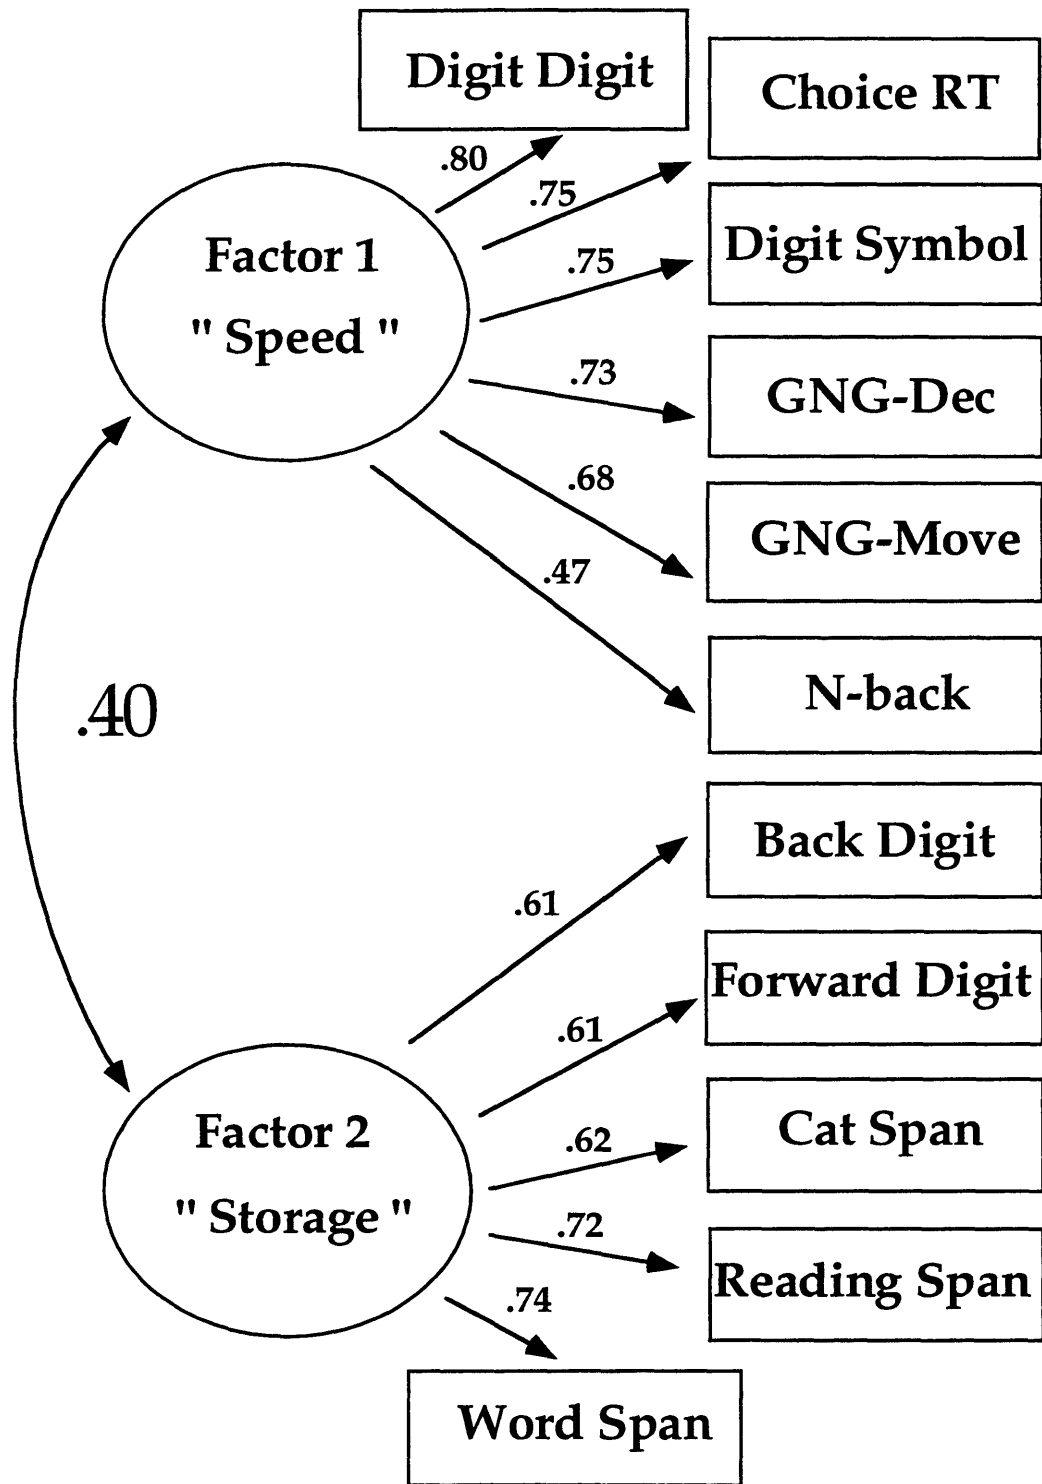 Digit Digit
Choice RT
.80
.75
Factor 1
" Speed "
Digit Symbol
.75
.73
GNG-Dec
.68
GNG-Move
.47
N-back
.40
Back Digit
.61
Forward Digit
.61
Factor 2
" Storage "
Cat Span
.62
.72
Reading Span
.74
Word Span